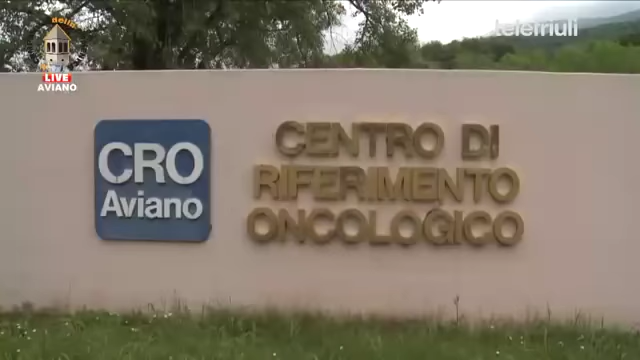 telefriuli
LIVE
AVIANO
CRO
Aviano
CENTRO DI
RIFERIMENTO
ONCOLOGICO